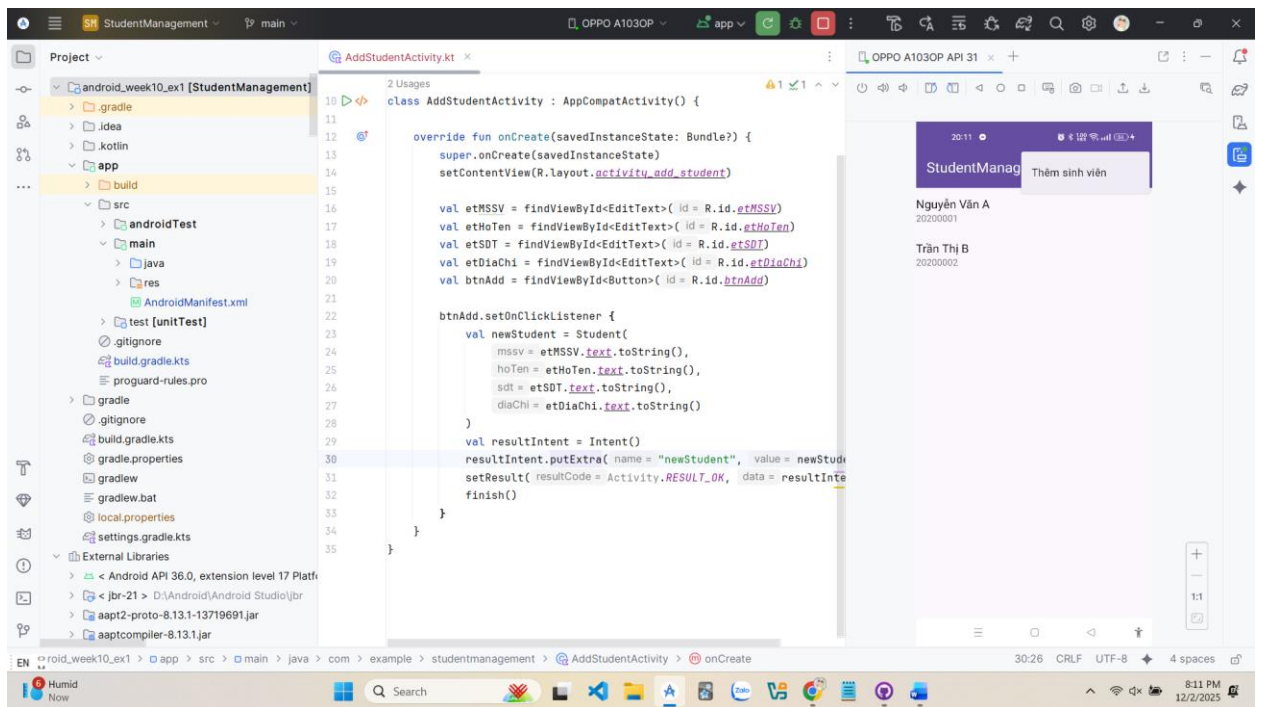 SM StudentManagement main OPPO A103OP app
Project
AddStudentActivity.kt
OPPO A103OP API 31
android_week10_ex1 [StudentManagement]
.gradle
.idea
.kotlin
app
build
src
androidTest
main
java
res
AndroidManifest.xml
test [unitTest]
.gitignore
build.gradle.kts
proguard-rules.pro
gradle
.gitignore
build.gradle.kts
gradle.properties
gradlew
gradlew.bat
local.properties
settings.gradle.kts
External Libraries
< Android API 36.0, extension level 17 Platf
< jbr-21 > D:\Android\Android Studio\jbr
aapt2-proto-8.13.1-13719691.jar
aaptcompiler-8.13.1.jar
2 Usages
1 1
10 class AddStudentActivity : AppCompatActivity() {
11
12 override fun onCreate(savedInstanceState: Bundle?) {
13 super.onCreate(savedInstanceState)
14 setContentView(R.layout.activity_add_student)
15
16 val etMSSV = findViewById<EditText>( id = R.id.etMSSV)
17 val etHoTen = findViewById<EditText>( id = R.id.etHoTen)
18 val etSDT = findViewById<EditText>( id = R.id.etSDT)
19 val etDiaChi = findViewById<EditText>( id = R.id.etDiaChi)
20 val btnAdd = findViewById<Button>( id = R.id.btnAdd)
21
22 btnAdd.setOnClickListener {
23 val newStudent = Student(
24 mssv = etMSSV.text.toString(),
25 hoTen = etHoTen.text.toString(),
26 sdt = etSDT.text.toString(),
27 diaChi = etDiaChi.text.toString()
28 )
29 val resultIntent = Intent()
30 resultIntent.putExtra( name = "newStudent", value = newStude
31 setResult( resultCode = Activity.RESULT_OK, data = resultInte
32 finish()
33 }
34 }
35 }
20:11
StudentManag
Thêm sinh viên
Nguyễn Văn A
20200001
Trần Thị B
20200002
1:1
EN
roid_week10_ex1 > app > src > main > java > com > example > studentmanagement > AddStudentActivity > onCreate
30:26 CRLF UTF-8 4 spaces
6
Humid
Now
Search
Zalo
8:11 PM
12/2/2025